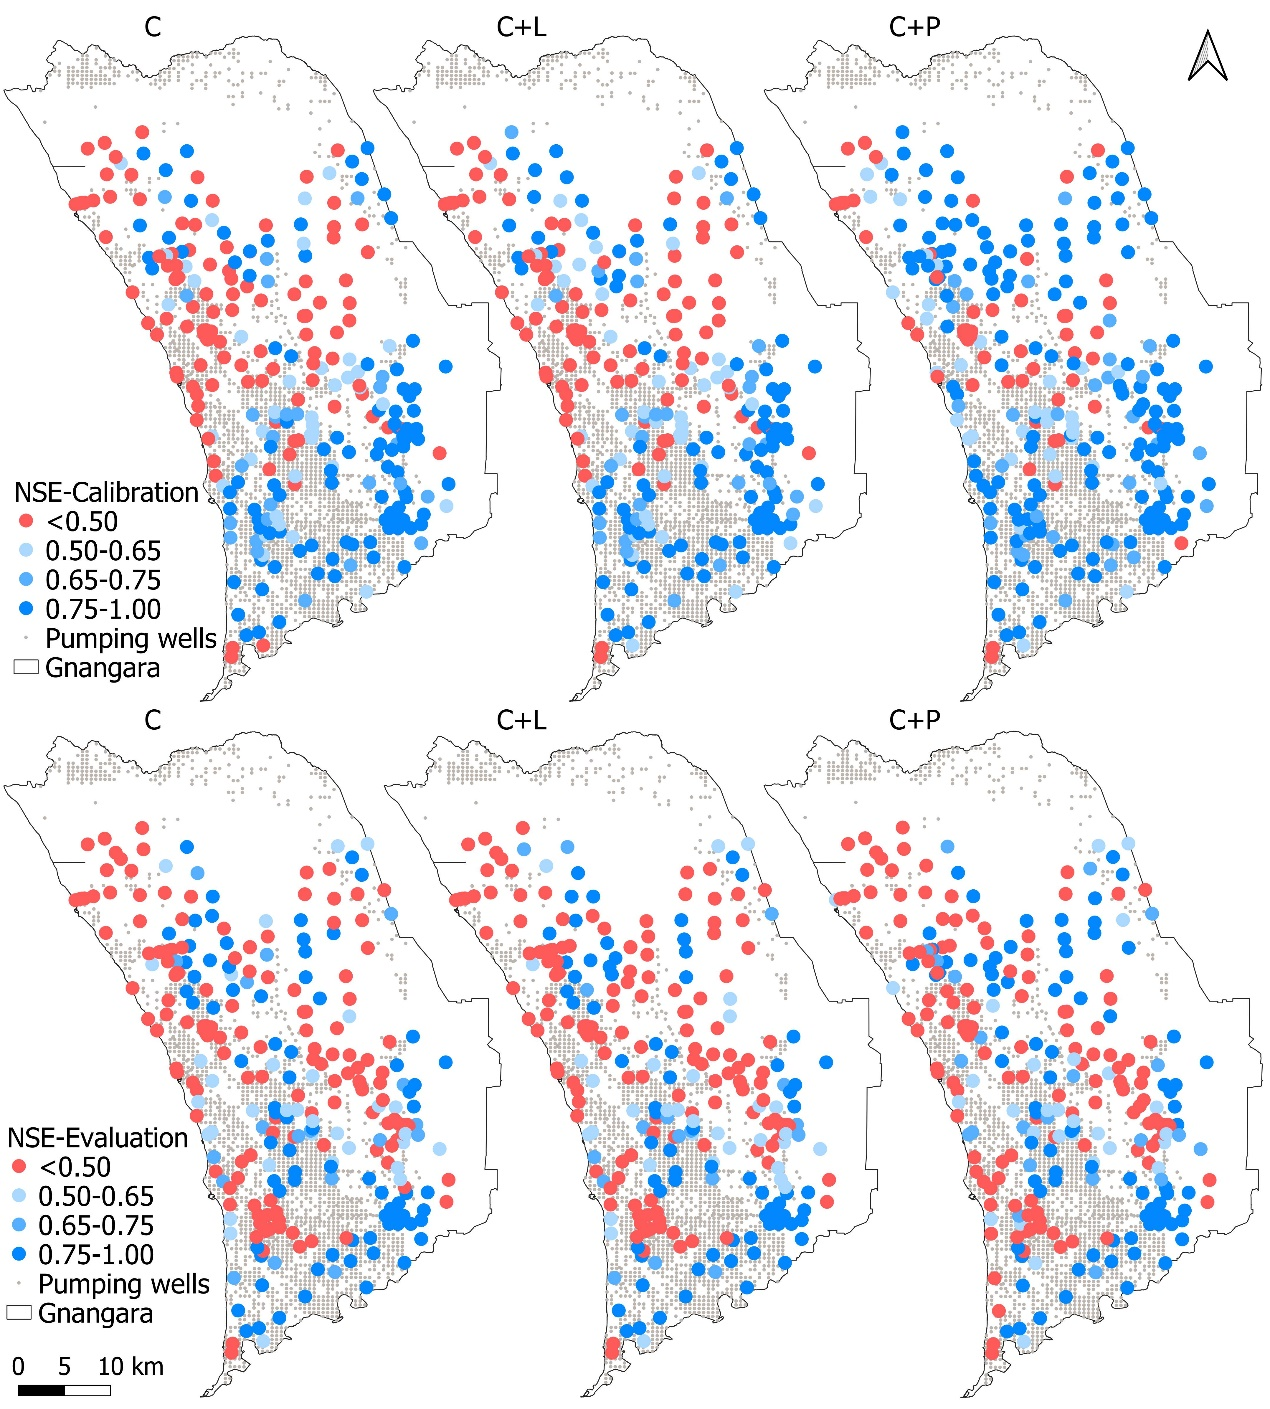 C
C+L
C+P
NSE-Calibration
<0.50
0.50-0.65
0.65-0.75
0.75-1.00
Pumping wells
Gnangara
C
C+L
C+P
NSE-Evaluation
<0.50
0.50-0.65
0.65-0.75
0.75-1.00
Pumping wells
Gnangara
0 5 10 km